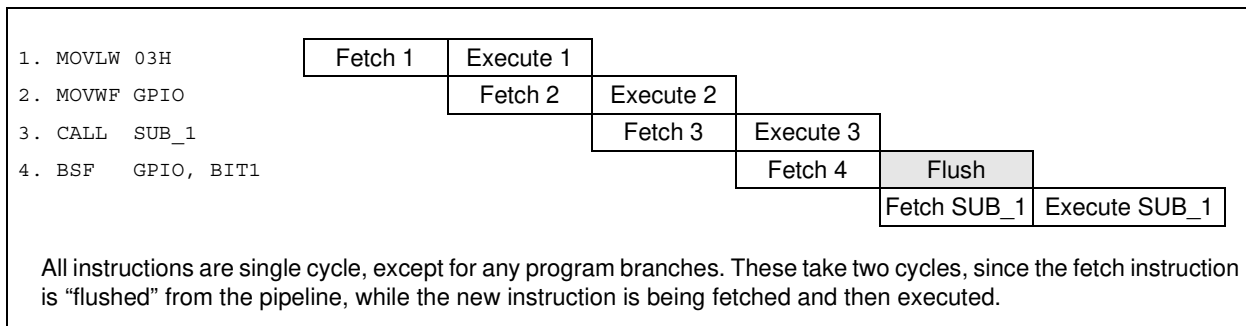 1. MOVLW 03H Fetch 1 Execute 1
2. MOVWF GPIO Fetch 2 Execute 2
3. CALL SUB_1 Fetch 3 Execute 3
4. BSF GPIO, BIT1 Fetch 4 Flush
Fetch SUB_1 Execute SUB_1
All instructions are single cycle, except for any program branches. These take two cycles, since the fetch instruction
is “flushed” from the pipeline, while the new instruction is being fetched and then executed.